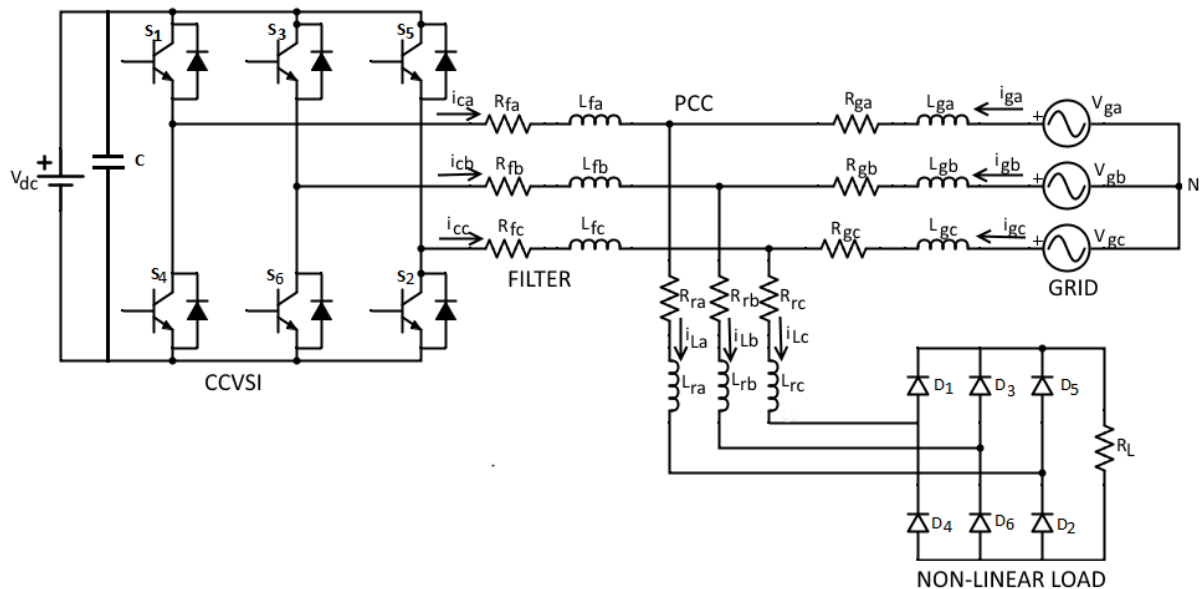 S1
S3
S5
ica
Rfa
Lfa
PCC
Rga
Lga
iga
+
Vga
+
Vdc
C
icb
Rfb
Lfb
Rgb
Lgb
igb
+
Vgb
N
icc
Rfc
Lfc
Rgc
Lgc
igc
+
Vgc
S4
S6
S2
FILTER
GRID
Rra
Rrb
Rrc
iLa
iLb
iLc
CCVSI
Lra
Lrb
Lrc
D1
D3
D5
RL
D4
D6
D2
NON-LINEAR LOAD